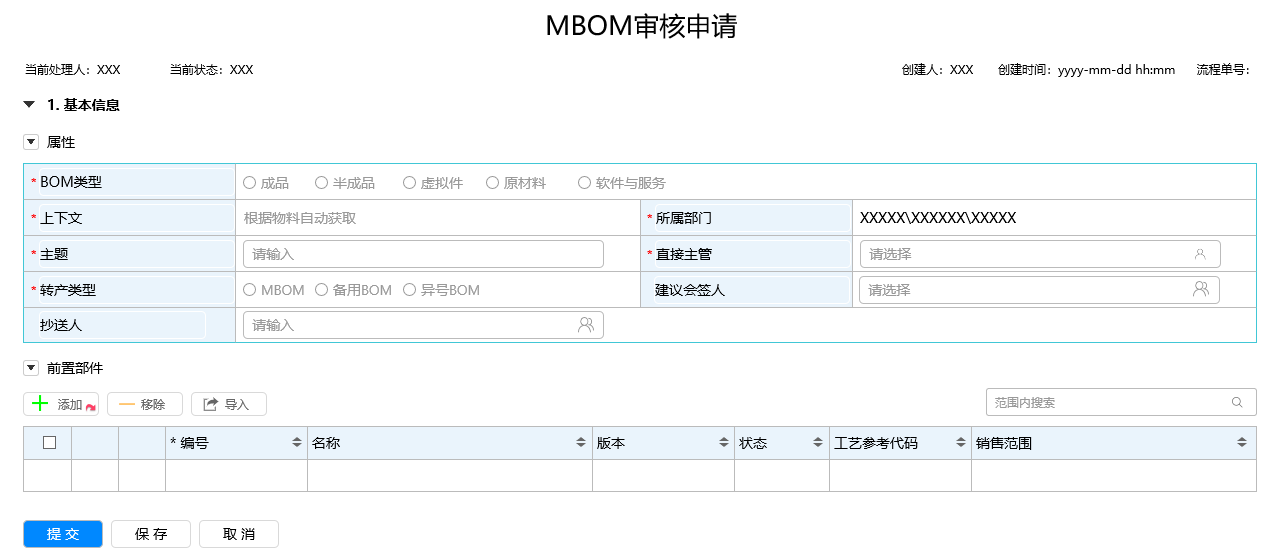 MBOM审核申请
当前处理人：XXX 当前状态：XXX 创建人：XXX 创建时间：yyyy-mm-dd hh:mm 流程单号：
1. 基本信息
属性
* BOM类型 成品 半成品 虚拟件 原材料 软件与服务
* 上下文 根据物料自动获取 * 所属部门 XXXXX\XXXXXX\XXXXX
* 主题 请输入 * 直接主管 请选择
* 转产类型 MBOM 备用BOM 异号BOM 建议会签人 请选择
抄送人 请输入
前置部件
添加 移除 导入 范围内搜索
* 编号 名称 版本 状态 工艺参考代码 销售范围
提交 保存 取消